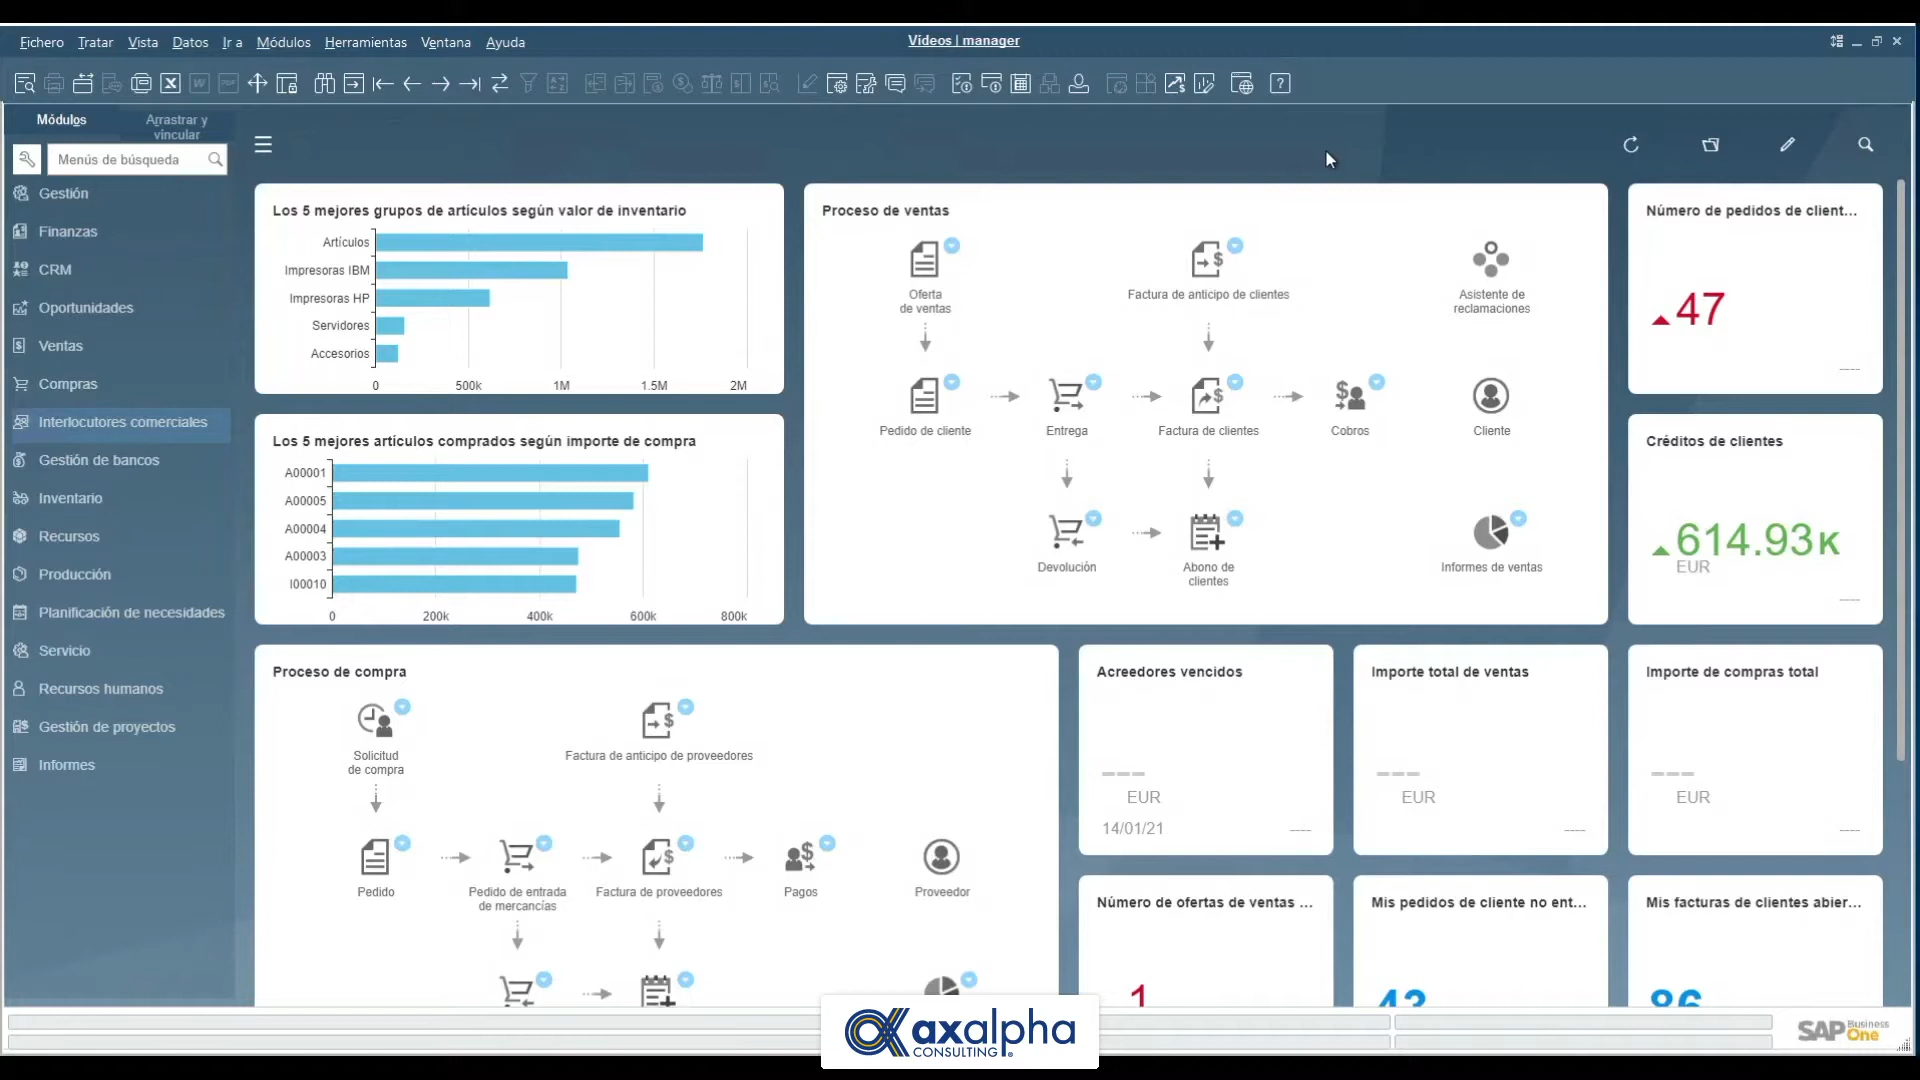 Fichero Tratar Vista Datos Ir a Módulos Herramientas Ventana Ayuda
Vídeos | manager
Módulos
Arrastrar y
vincular
Menús de búsqueda
Gestión
Finanzas
CRM
Oportunidades
Ventas
Compras
Interlocutores comerciales
Gestión de bancos
Inventario
Recursos
Producción
Planificación de necesidades
Servicio
Recursos humanos
Gestión de proyectos
Informes
Los 5 mejores grupos de artículos según valor de inventario
Artículos
Impresoras IBM
Impresoras HP
Servidores
Accesorios
0 500k 1M 1.5M 2M
Los 5 mejores artículos comprados según importe de compra
A00001
A00005
A00004
A00003
I00010
0 200k 400k 600k 800k
Proceso de ventas
Oferta
de ventas
Factura de anticipo de clientes
Asistente de
reclamaciones
Pedido de cliente
Entrega
Factura de clientes
Cobros
Cliente
Devolución
Abono de
clientes
Informes de ventas
Número de pedidos de client...
47
Créditos de clientes
614.93K
EUR
Proceso de compra
Solicitud
de compra
Factura de anticipo de proveedores
Pedido
Pedido de entrada
de mercancías
Factura de proveedores
Pagos
Proveedor
Acreedores vencidos
EUR
14/01/21
Importe total de ventas
EUR
Importe de compras total
EUR
Número de ofertas de ventas ...
1
Mis pedidos de cliente no ent...
43
Mis facturas de clientes abier...
86
axalpha
CONSULTING®
SAP Business
One